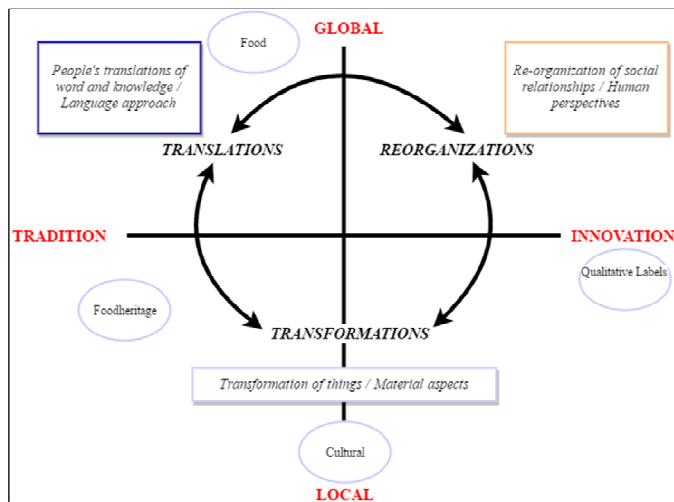 GLOBAL
Food
People's translations of
word and knowledge /
Language approach
Re-organization of social
relationships / Human
perspectives
TRANSLATIONS
REORGANIZATIONS
TRADITION
INNOVATION
Qualitative Labels
Foodheritage
TRANSFORMATIONS
Transformation of things / Material aspects
Cultural
LOCAL